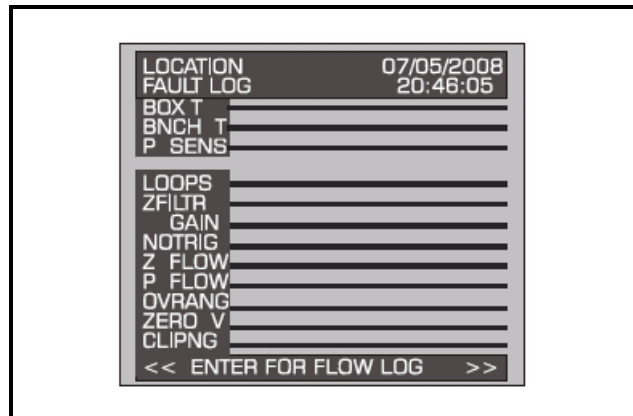 LOCATION 07/05/2008
FAULT LOG 20:46:05
BOX T
BNCH T
P SENS
LOOPS
ZFILTR
GAIN
NOTRIG
Z FLOW
P FLOW
OVRANG
ZERO V
CLIPNG
<< ENTER FOR FLOW LOG >>